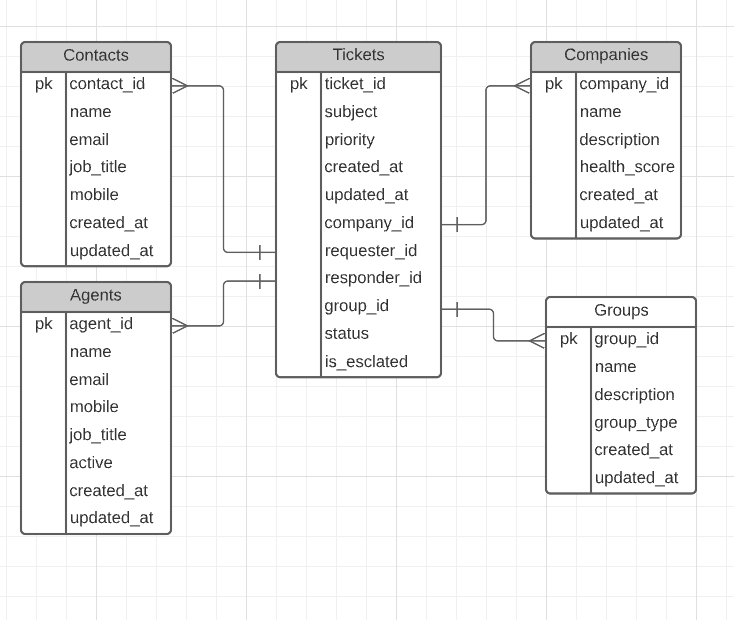 Contacts
pk contact_id
name
email
job_title
mobile
created_at
updated_at
Agents
pk agent_id
name
email
mobile
job_title
active
created_at
updated_at
Tickets
pk ticket_id
subject
priority
created_at
updated_at
company_id
requester_id
responder_id
group_id
status
is_esclated
Companies
pk company_id
name
description
health_score
created_at
updated_at
Groups
pk group_id
name
description
group_type
created_at
updated_at